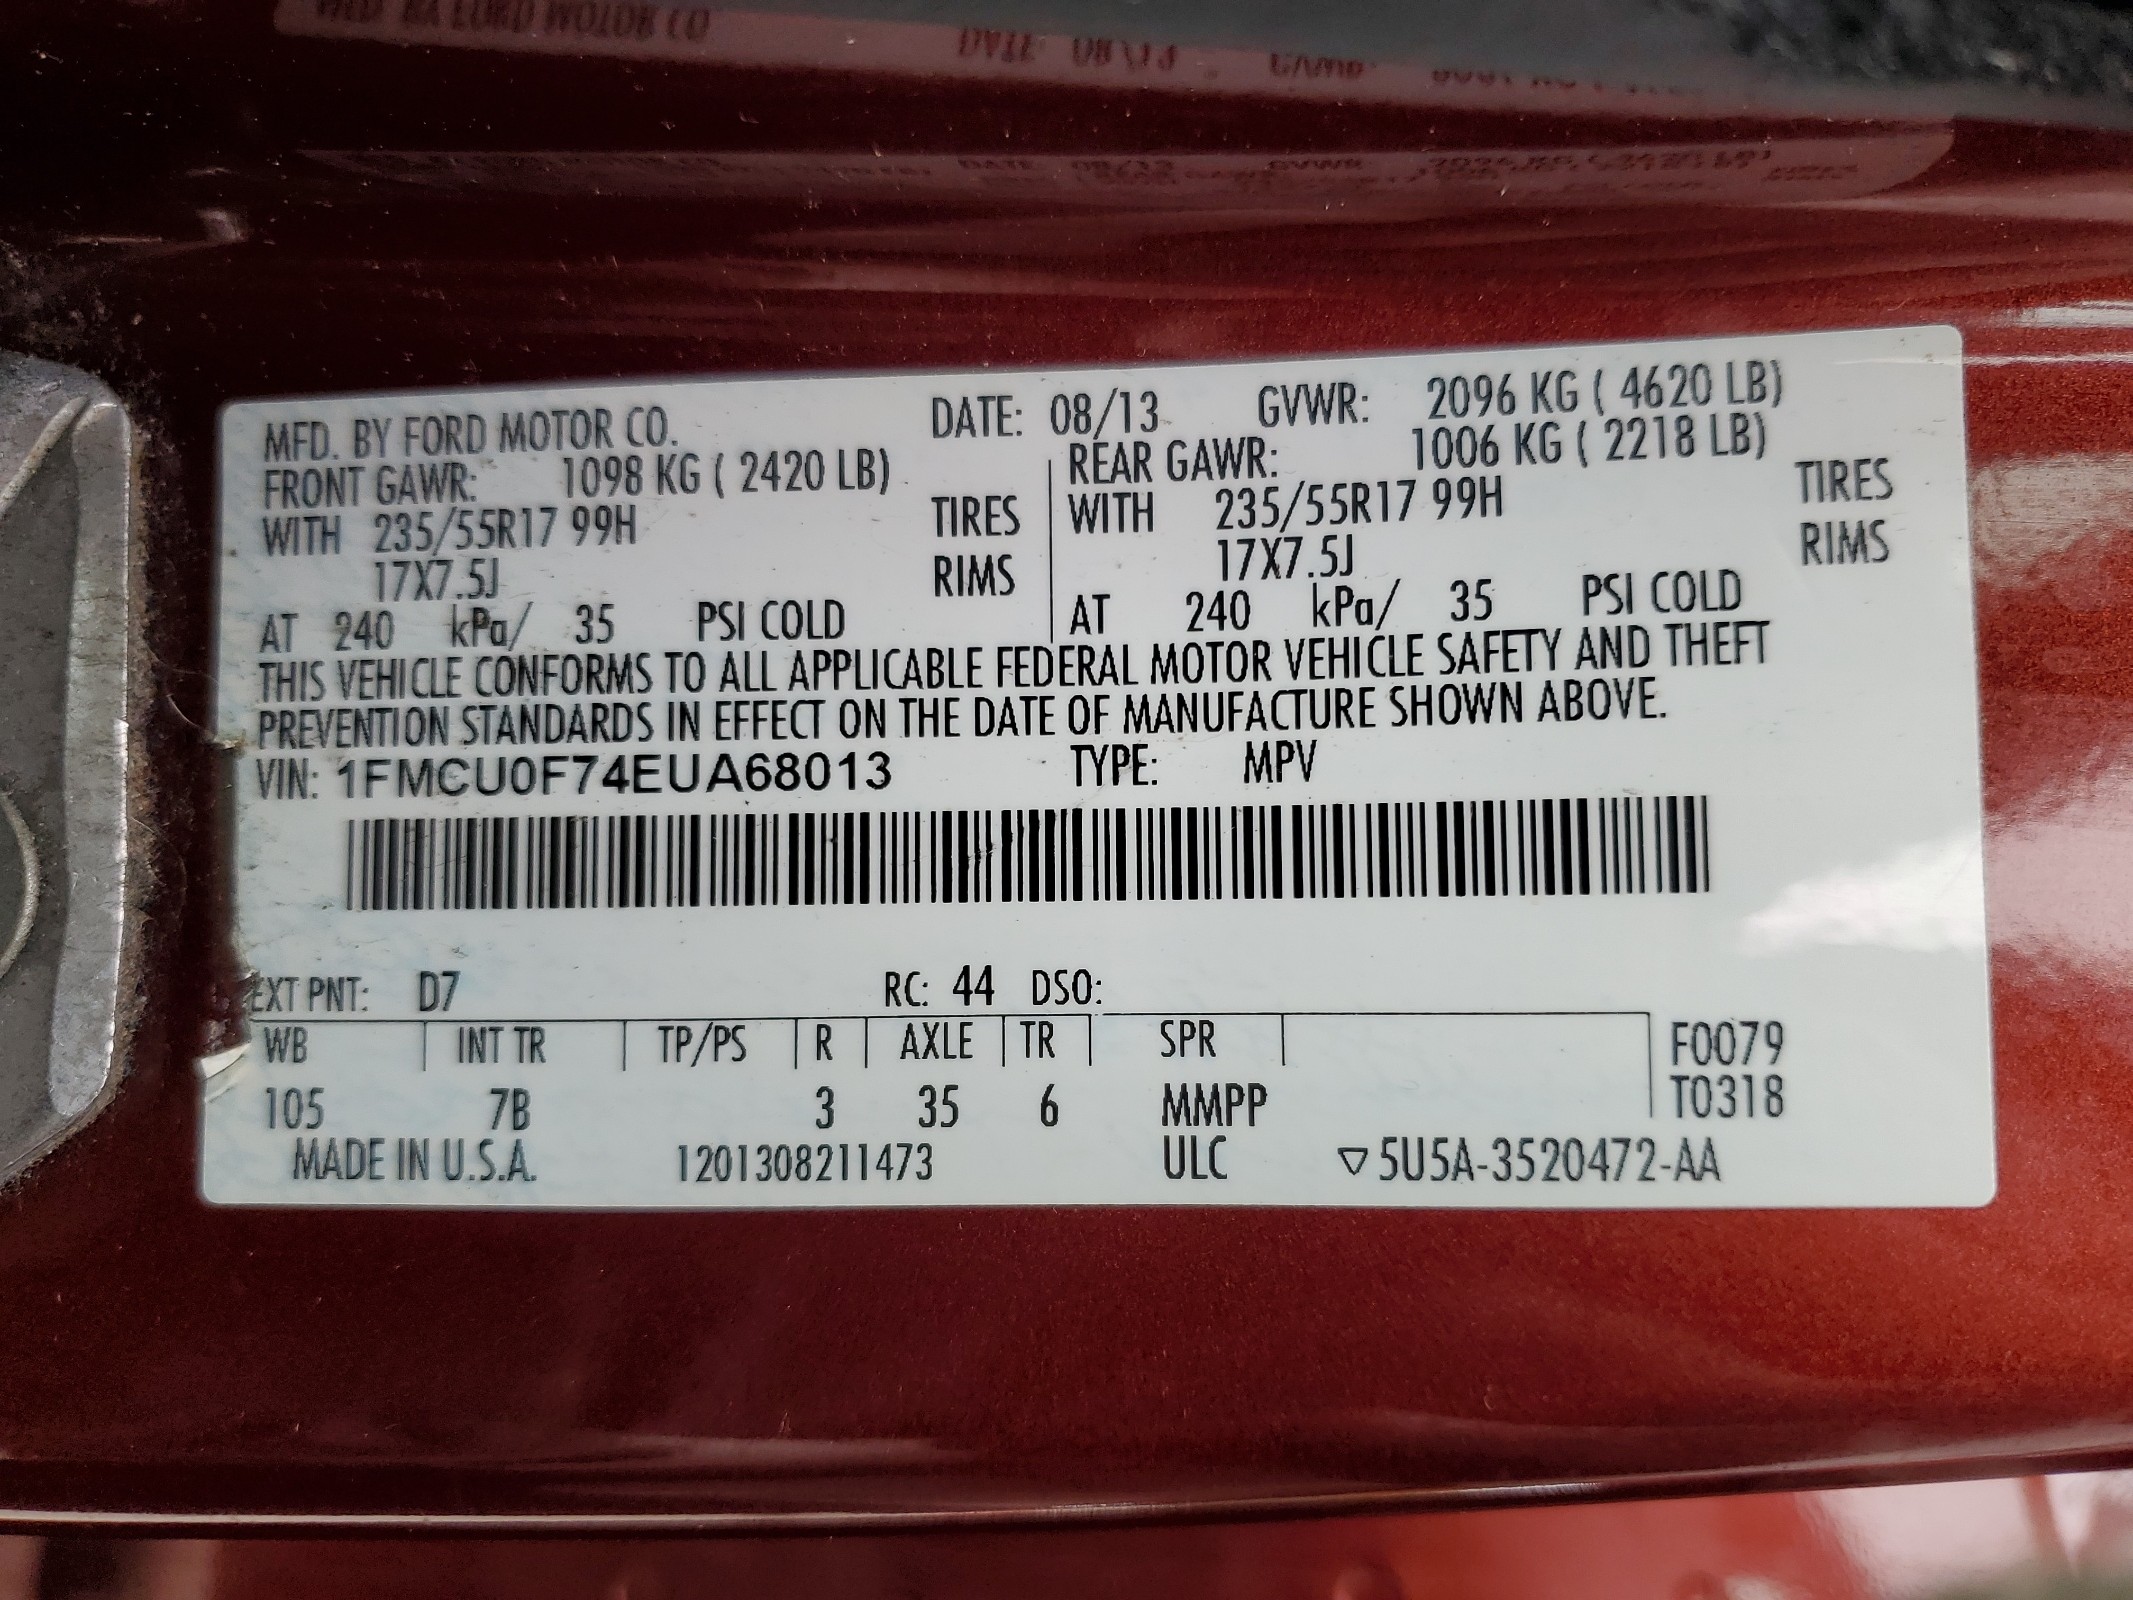 MFD. BY FORD MOTOR CO. DATE: 08/13 GVWR: 2096 KG ( 4620 LB)
FRONT GAWR: 1098 KG ( 2420 LB) REAR GAWR: 1006 KG ( 2218 LB)
WITH 235/55R17 99H TIRES WITH 235/55R17 99H TIRES
17X7.5J RIMS 17X7.5J RIMS
AT 240 kPa/ 35 PSI COLD AT 240 kPa/ 35 PSI COLD
THIS VEHICLE CONFORMS TO ALL APPLICABLE FEDERAL MOTOR VEHICLE SAFETY AND THEFT
PREVENTION STANDARDS IN EFFECT ON THE DATE OF MANUFACTURE SHOWN ABOVE.
VIN: 1FMCU0F74EUA68013 TYPE: MPV
EXT PNT: D7 RC: 44 DSO:
WB INT TR TP/PS R AXLE TR SPR F0079
105 7B 3 35 6 MMPP T0318
MADE IN U.S.A. 1201308211473 ULC ▽5U5A-3520472-AA